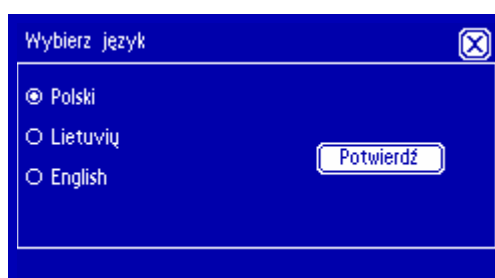 Wybierz język
Polski
Lietuvių
English
Potwierdź